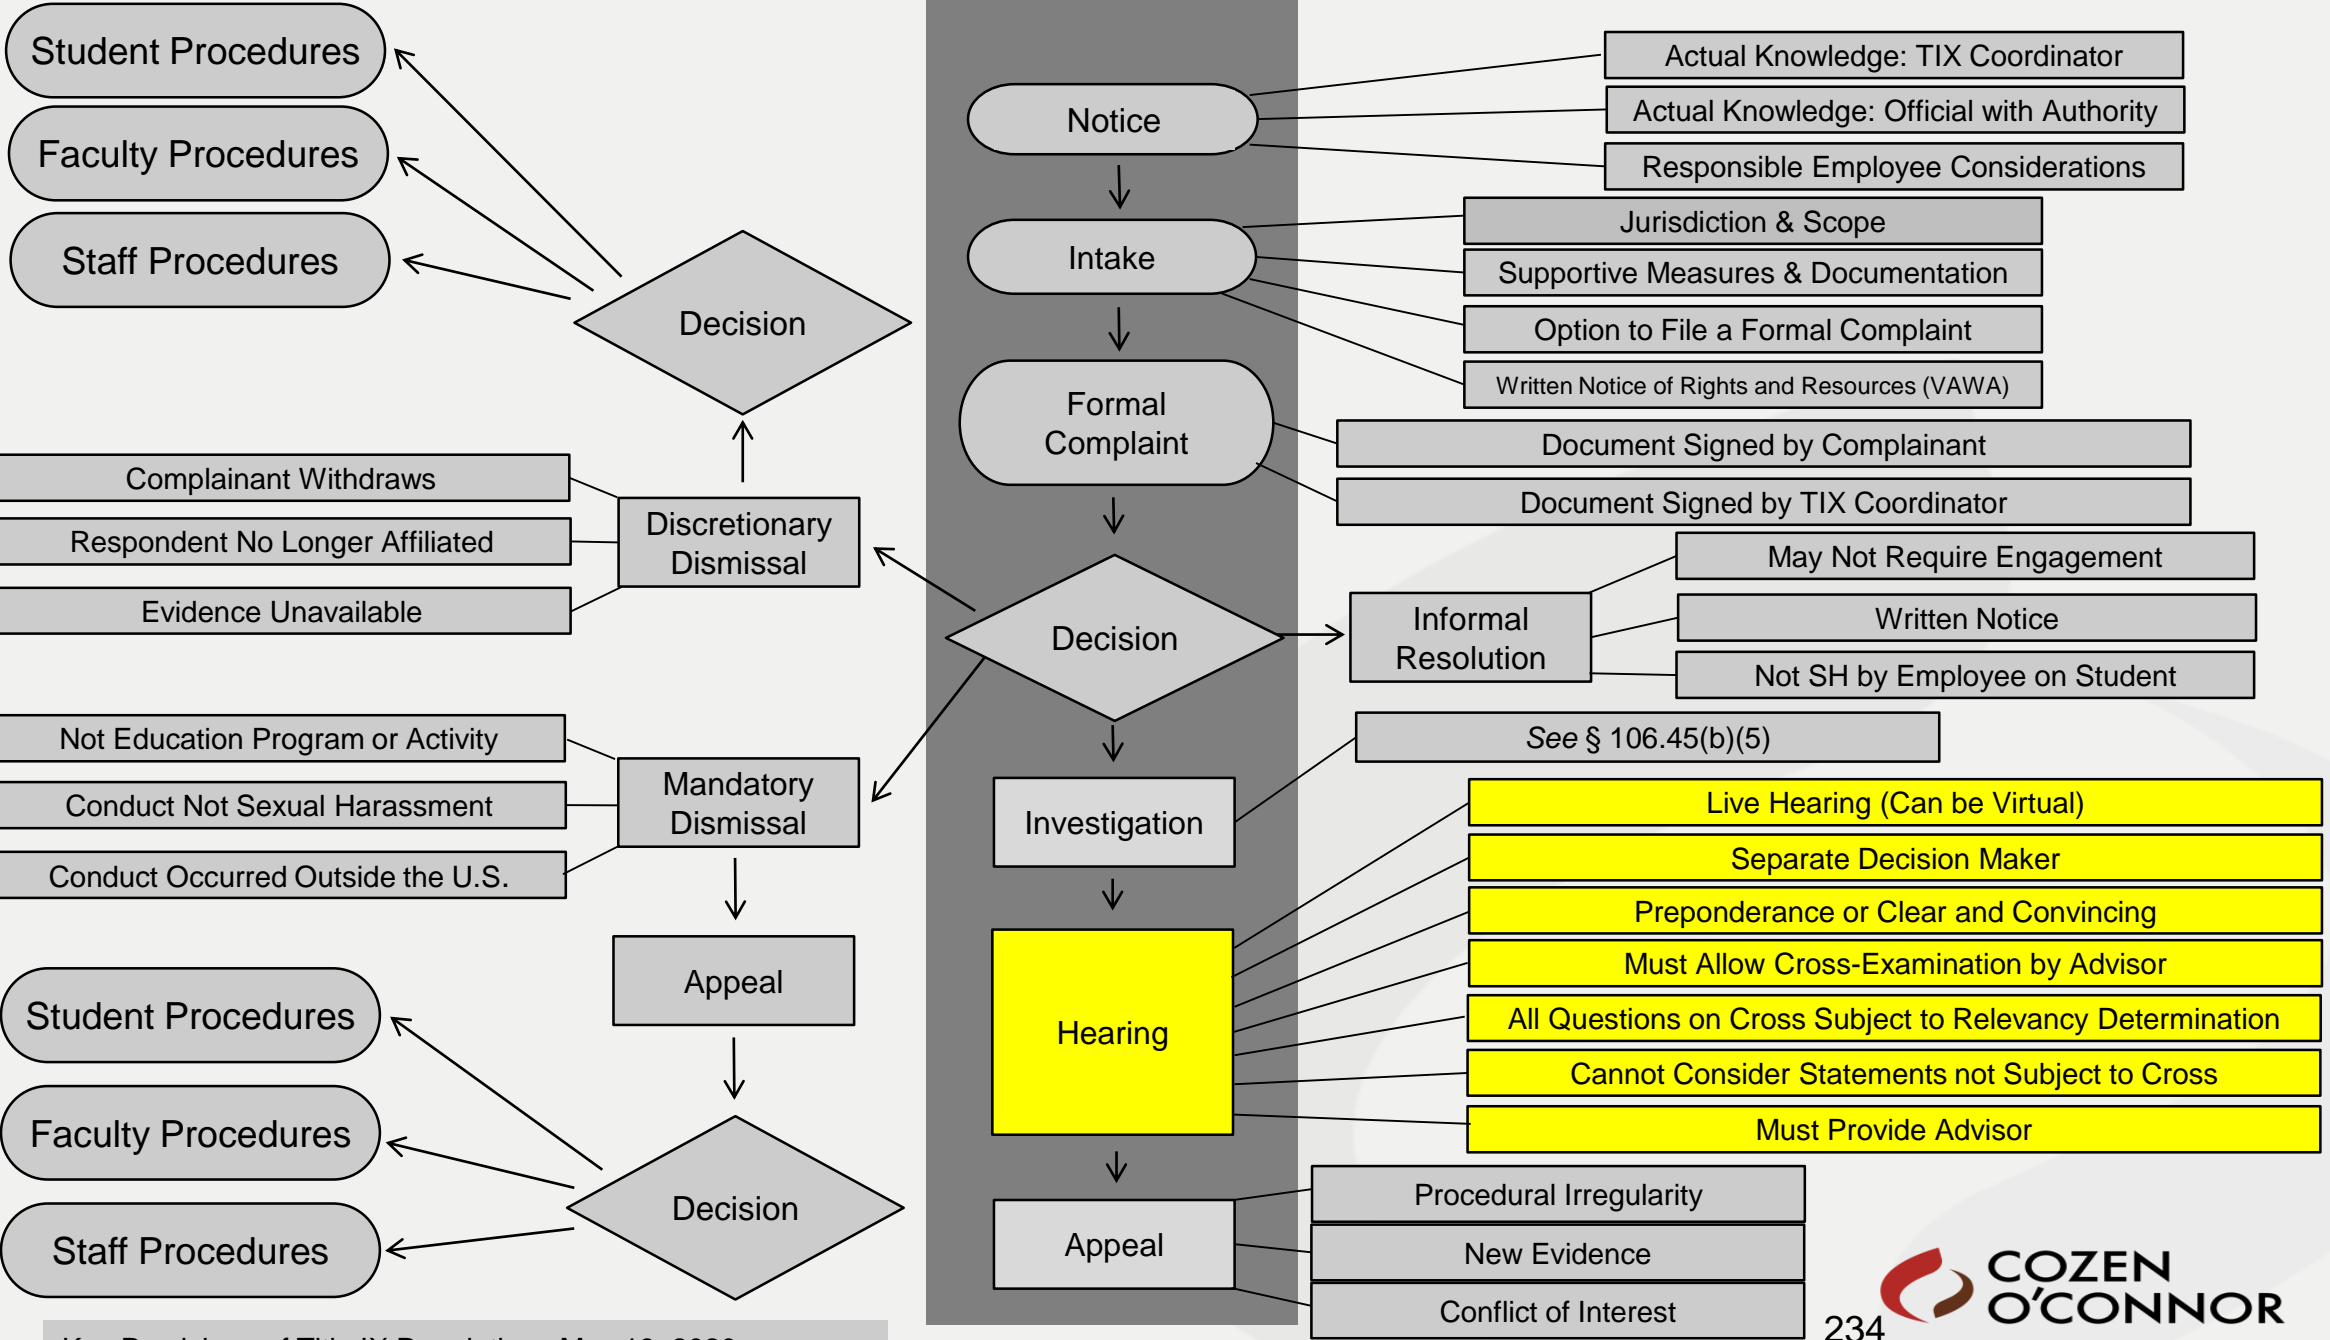 Student Procedures
Faculty Procedures
Staff Procedures
Decision
Complainant Withdraws
Respondent No Longer Affiliated
Evidence Unavailable
Discretionary
Dismissal
Not Education Program or Activity
Conduct Not Sexual Harassment
Conduct Occurred Outside the U.S.
Mandatory
Dismissal
Appeal
Student Procedures
Faculty Procedures
Staff Procedures
Decision
Notice
Actual Knowledge: TIX Coordinator
Actual Knowledge: Official with Authority
Responsible Employee Considerations
Intake
Jurisdiction & Scope
Supportive Measures & Documentation
Option to File a Formal Complaint
Written Notice of Rights and Resources (VAWA)
Formal
Complaint
Document Signed by Complainant
Document Signed by TIX Coordinator
Decision
Informal
Resolution
May Not Require Engagement
Written Notice
Not SH by Employee on Student
Investigation
See § 106.45(b)(5)
Hearing
Live Hearing (Can be Virtual)
Separate Decision Maker
Preponderance or Clear and Convincing
Must Allow Cross-Examination by Advisor
All Questions on Cross Subject to Relevancy Determination
Cannot Consider Statements not Subject to Cross
Must Provide Advisor
Appeal
Procedural Irregularity
New Evidence
Conflict of Interest
234
COZEN
O'CONNOR